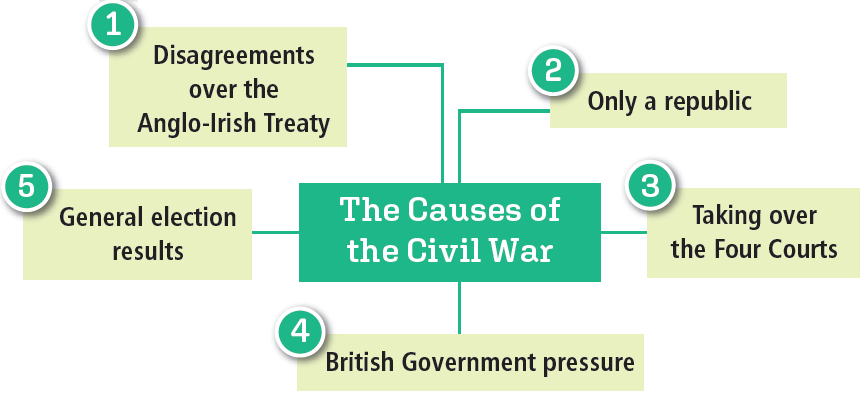 1
Disagreements
over the
Anglo-Irish Treaty
2
Only a republic
3
Taking over
the Four Courts
4
British Government pressure
5
General election
results
The Causes of
the Civil War